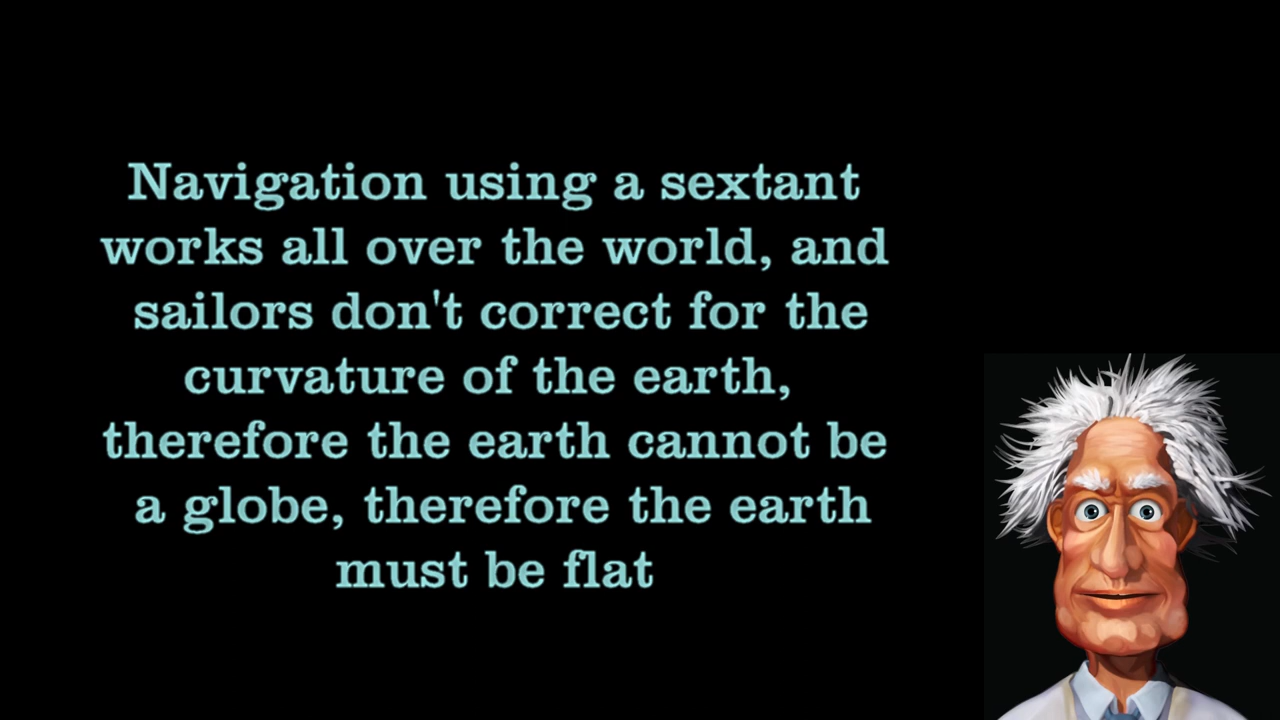 Navigation using a sextant
works all over the world, and
sailors don't correct for the
curvature of the earth,
therefore the earth cannot be
a globe, therefore the earth
must be flat